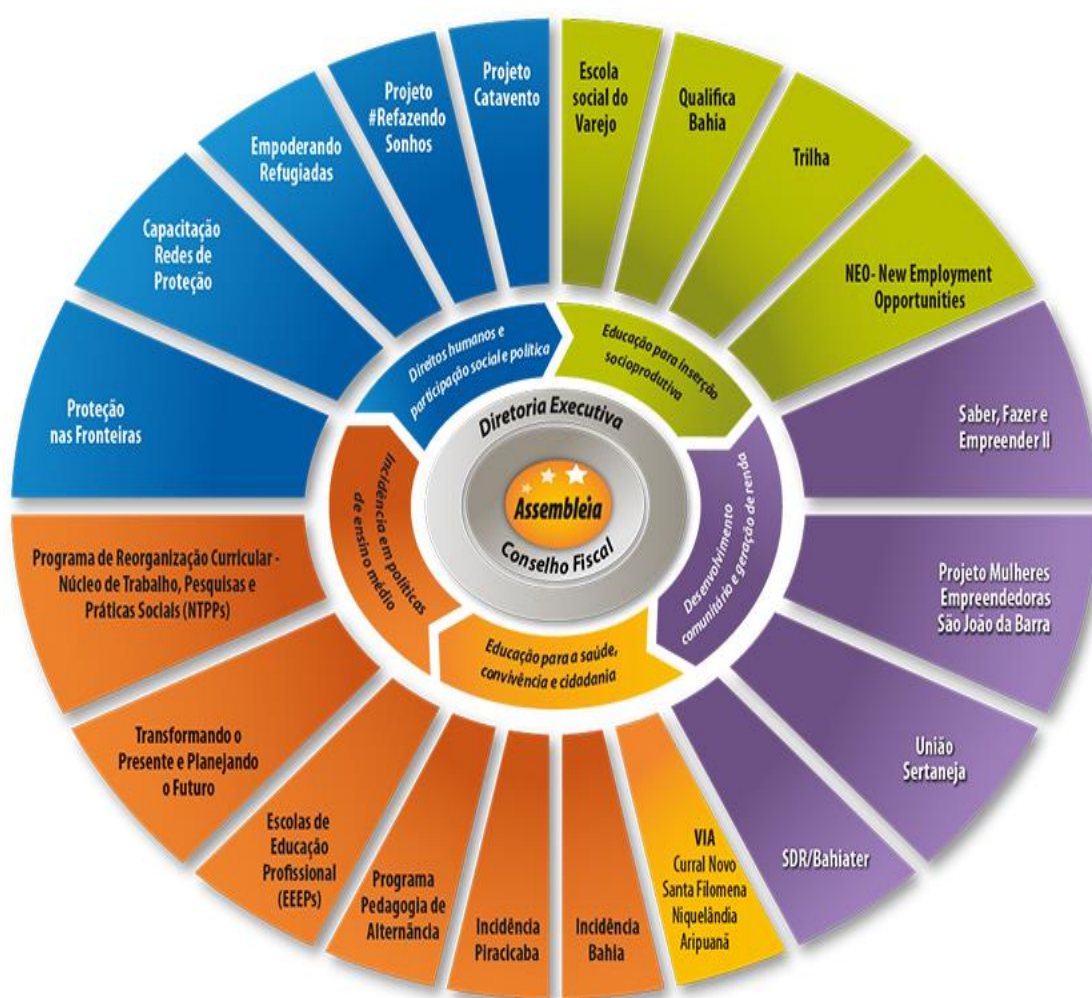 Projeto
Catavento
Projeto
#Refazendo
Sonhos
Empoderando
Refugiadas
Capacitação
Redes de
Proteção
Proteção
nas Fronteiras
Escola
social do
Varejo
Qualifica
Bahia
Trilha
NEO- New Employment
Opportunities
Saber, Fazer e
Empreender II
Projeto Mulheres
Empreendedoras
São João da Barra
União
Sertaneja
SDR/Bahiater
VIA
Curral Novo
Santa Filomena
Niquelândia
Aripuanã
Incidência
Bahia
Incidência
Piracicaba
Programa
Pedagogia de
Alternância
Escolas de
Educação
Profissional
(EEEPs)
Transformando o
Presente e Planejando
o Futuro
Programa de Reorganização Curricular -
Núcleo de Trabalho, Pesquisas e
Práticas Sociais (NTPPs)
Direitos humanos e
participação social e política
Educação para inserção
socioprodutiva
Desenvolvimento
comunitário e geração de renda
Educação para a saúde,
convivência e cidadania
Incidência em políticas
de ensino médio
Diretoria Executiva
Assembleia
Conselho Fiscal